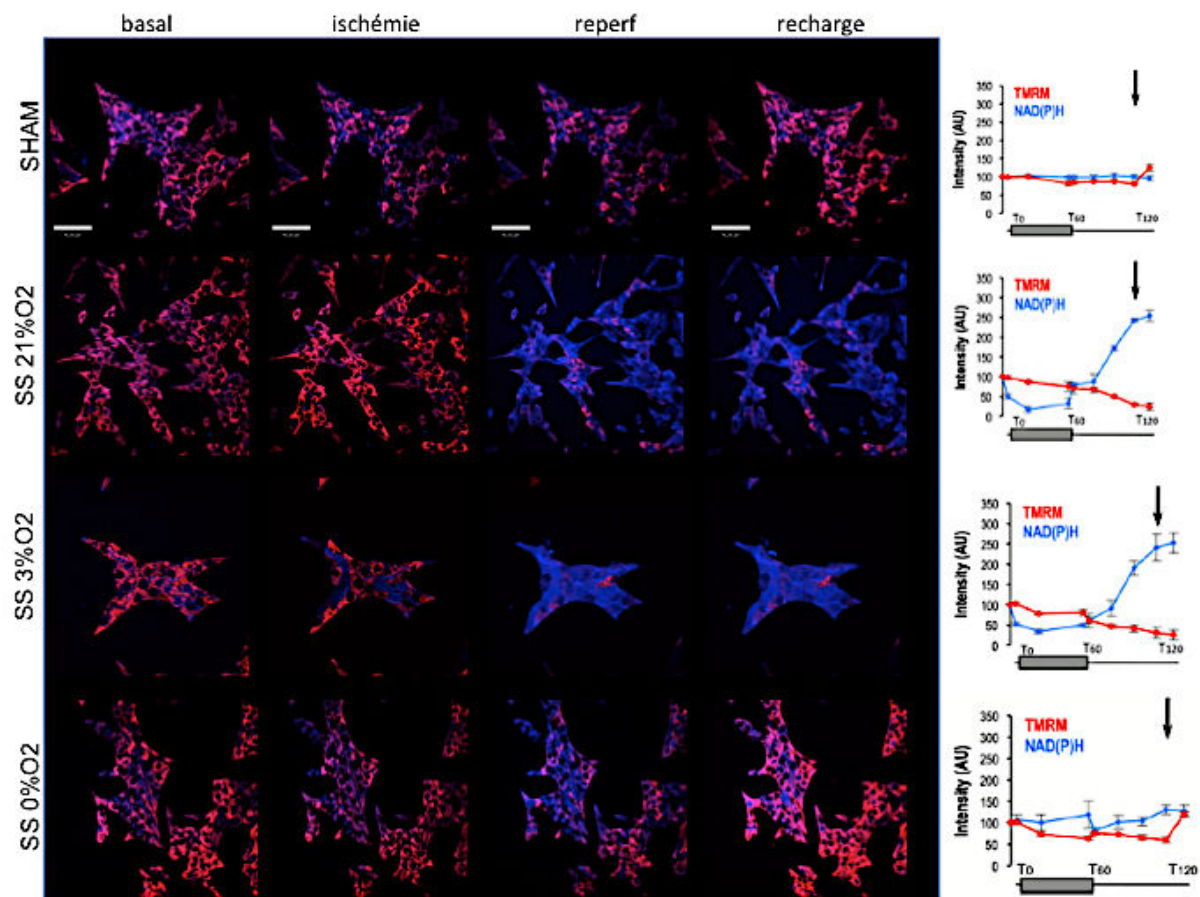 basal ischémie reperf recharge
SHAM
TMRM
NAD(P)H
Intensity (AU)
350
300
250
200
150
100
50
0
T0 T60 T120
SS 21%O2
TMRM
NAD(P)H
Intensity (AU)
350
300
250
200
150
100
50
0
T0 T60 T120
SS 3%O2
TMRM
NAD(P)H
Intensity (AU)
350
300
250
200
150
100
50
0
T0 T60 T120
SS 0%O2
TMRM
NAD(P)H
Intensity (AU)
350
300
250
200
150
100
50
0
T0 T60 T120